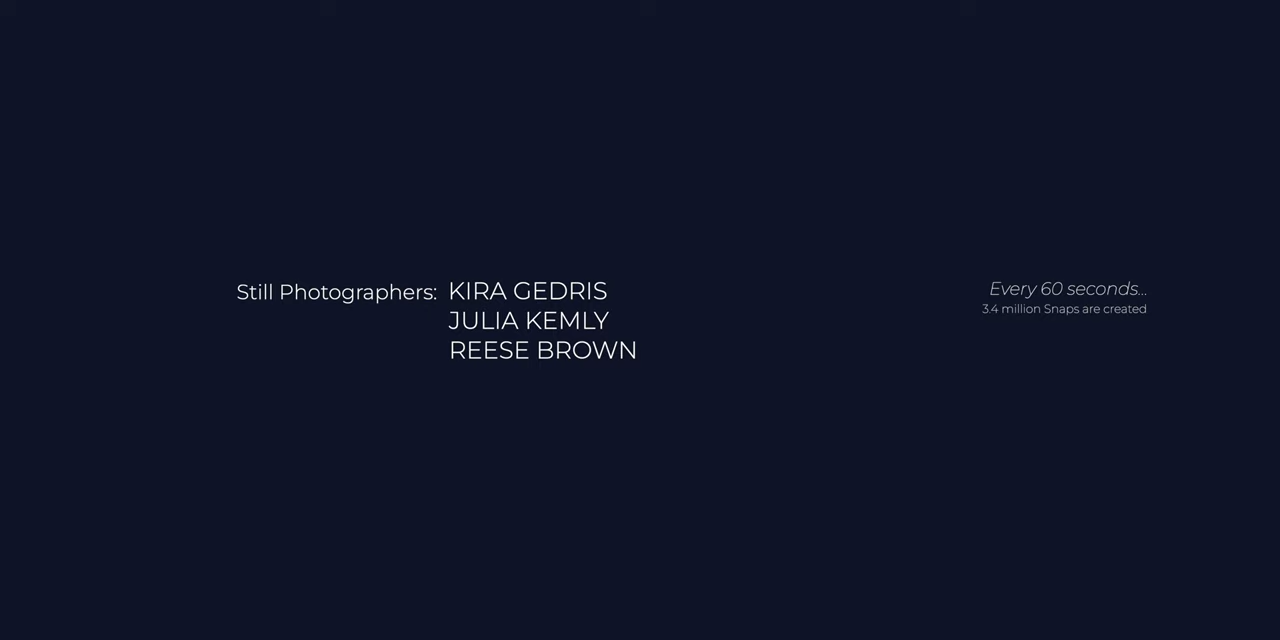 Still Photographers: KIRA GEDRIS
JULIA KEMLY
REESE BROWN
Every 60 seconds...
3.4 million Snaps are created